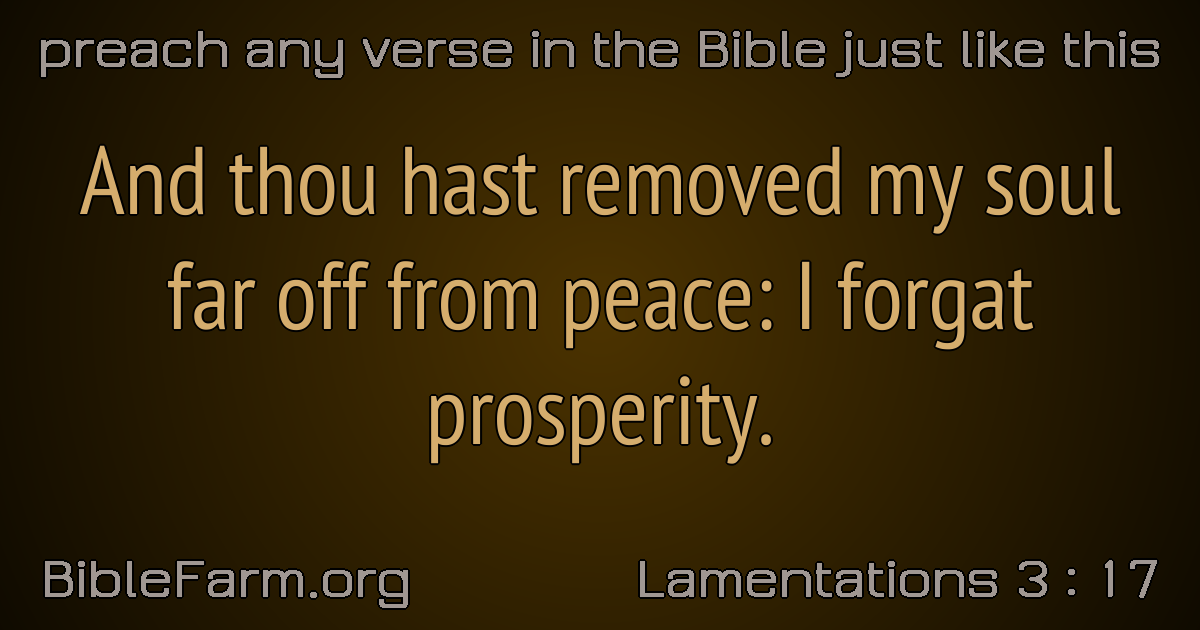 preach any verse in the Bible just like this
And thou hast removed my soul
far off from peace: I forgat
prosperity.
BibleFarm.org
Lamentations 3 : 17